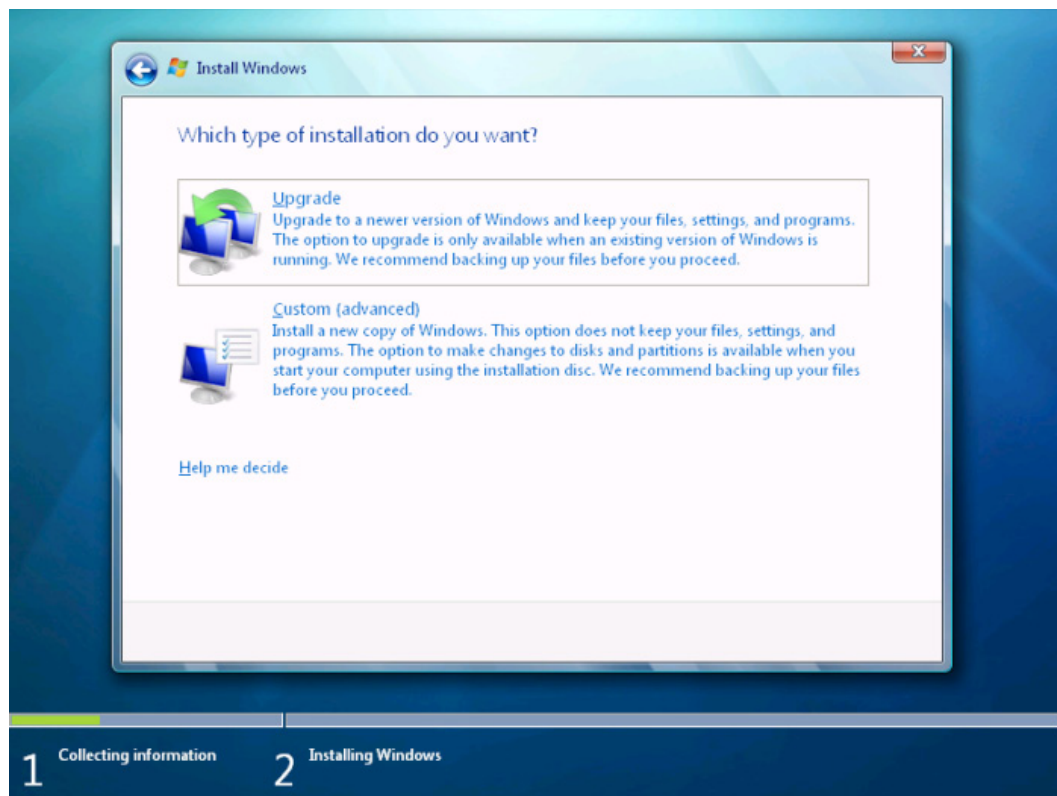 Install Windows
Which type of installation do you want?
Upgrade
Upgrade to a newer version of Windows and keep your files, settings, and programs.
The option to upgrade is only available when an existing version of Windows is
running. We recommend backing up your files before you proceed.
Custom (advanced)
Install a new copy of Windows. This option does not keep your files, settings, and
programs. The option to make changes to disks and partitions is available when you
start your computer using the installation disc. We recommend backing up your files
before you proceed.
Help me decide
1 Collecting information
2 Installing Windows